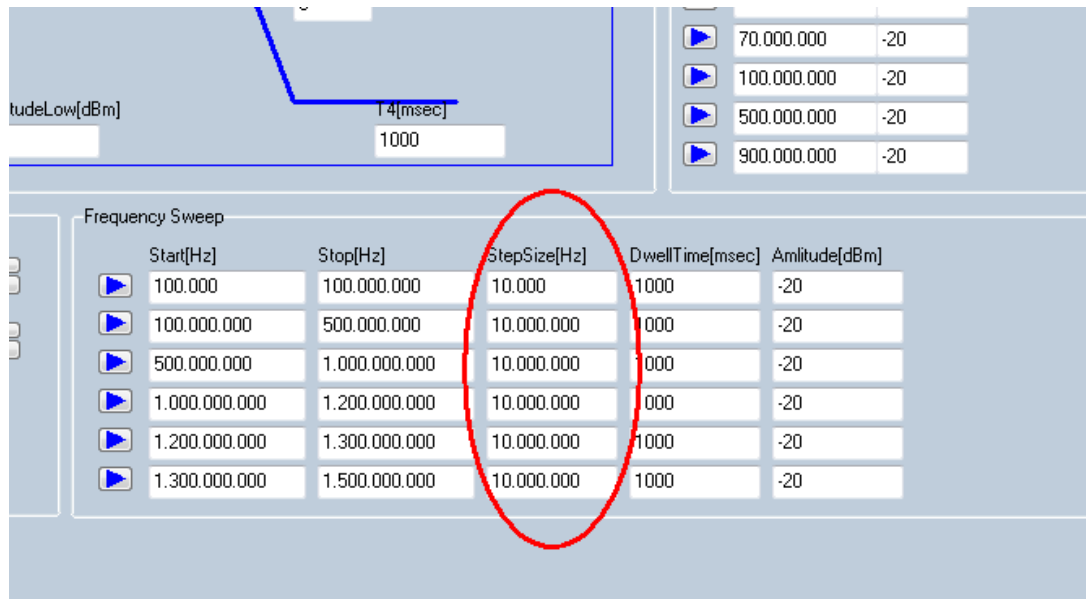 70.000.000 -20
100.000.000 -20
tudeLow[dBm] T4[msec]
500.000.000 -20
1000
900.000.000 -20
Frequency Sweep
Start[Hz] Stop[Hz] StepSize[Hz] DwellTime[msec] Amlitude[dBm]
100.000 100.000.000 10.000 1000 -20
100.000.000 500.000.000 10.000.000 1000 -20
500.000.000 1.000.000.000 10.000.000 1000 -20
1.000.000.000 1.200.000.000 10.000.000 1000 -20
1.200.000.000 1.300.000.000 10.000.000 1000 -20
1.300.000.000 1.500.000.000 10.000.000 1000 -20